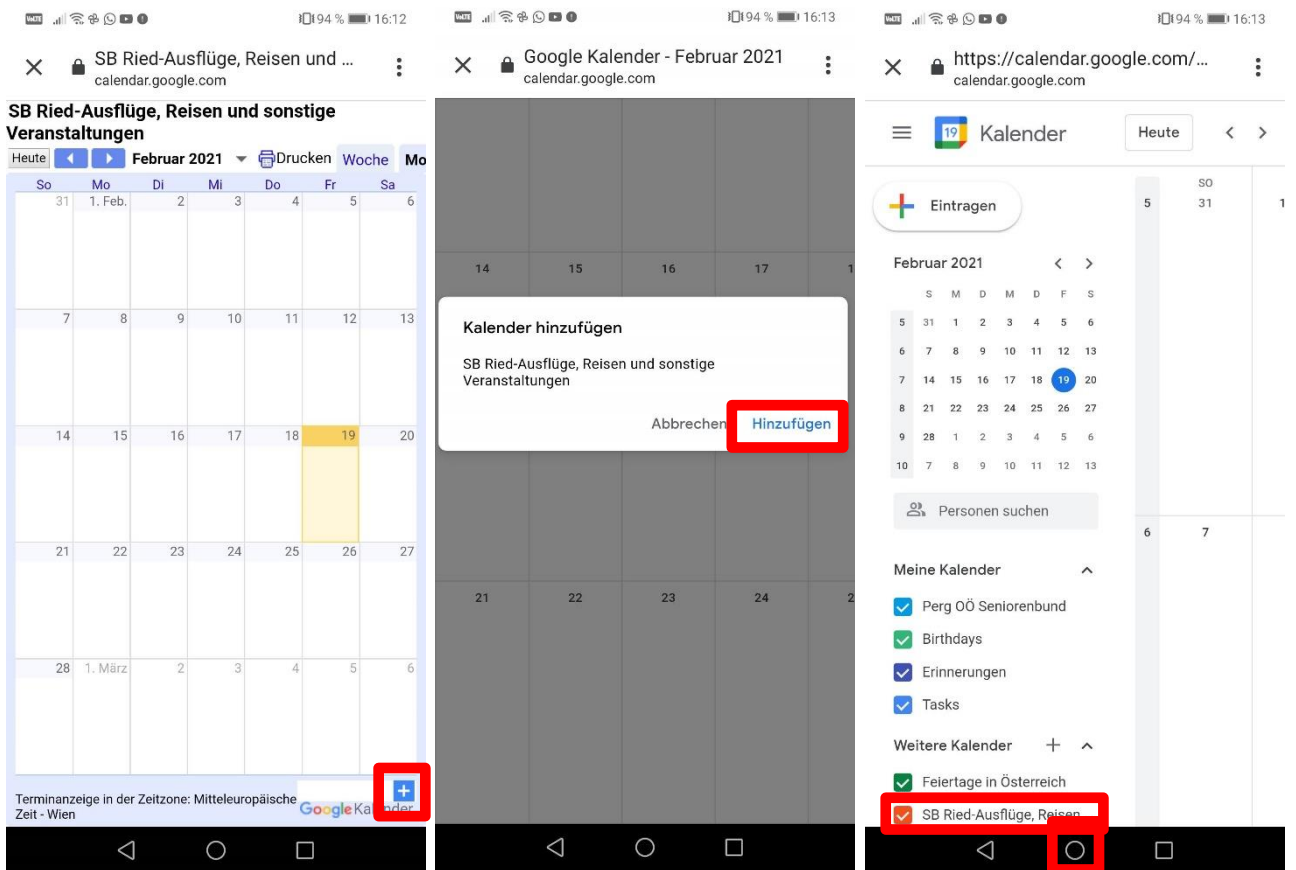 VoLTE 94 % 16:12
SB Ried-Ausflüge, Reisen und ...
calendar.google.com
SB Ried-Ausflüge, Reisen und sonstige
Veranstaltungen
Heute Februar 2021 Drucken Woche Mo
So Mo Di Mi Do Fr Sa
31 1. Feb. 2 3 4 5 6
7 8 9 10 11 12 13
14 15 16 17 18 19 20
21 22 23 24 25 26 27
28 1. März 2 3 4 5 6
Terminanzeige in der Zeitzone: Mitteleuropäische
Zeit - Wien
Google Kalender
VoLTE 94 % 16:13
Google Kalender - Februar 2021
calendar.google.com
14 15 16 17 1
Kalender hinzufügen
SB Ried-Ausflüge, Reisen und sonstige
Veranstaltungen
Abbrechen Hinzufügen
21 22 23 24 2
VoLTE 94 % 16:13
https://calendar.google.com/...
calendar.google.com
19 Kalender Heute
Eintragen
Februar 2021
S M D M D F S
5 31 1 2 3 4 5 6
6 7 8 9 10 11 12 13
7 14 15 16 17 18 19 20
8 21 22 23 24 25 26 27
9 28 1 2 3 4 5 6
10 7 8 9 10 11 12 13
Personen suchen
Meine Kalender
Perg OÖ Seniorenbund
Birthdays
Erinnerungen
Tasks
Weitere Kalender
Feiertage in Österreich
SB Ried-Ausflüge, Reisen
SO
5 31 1
6 7